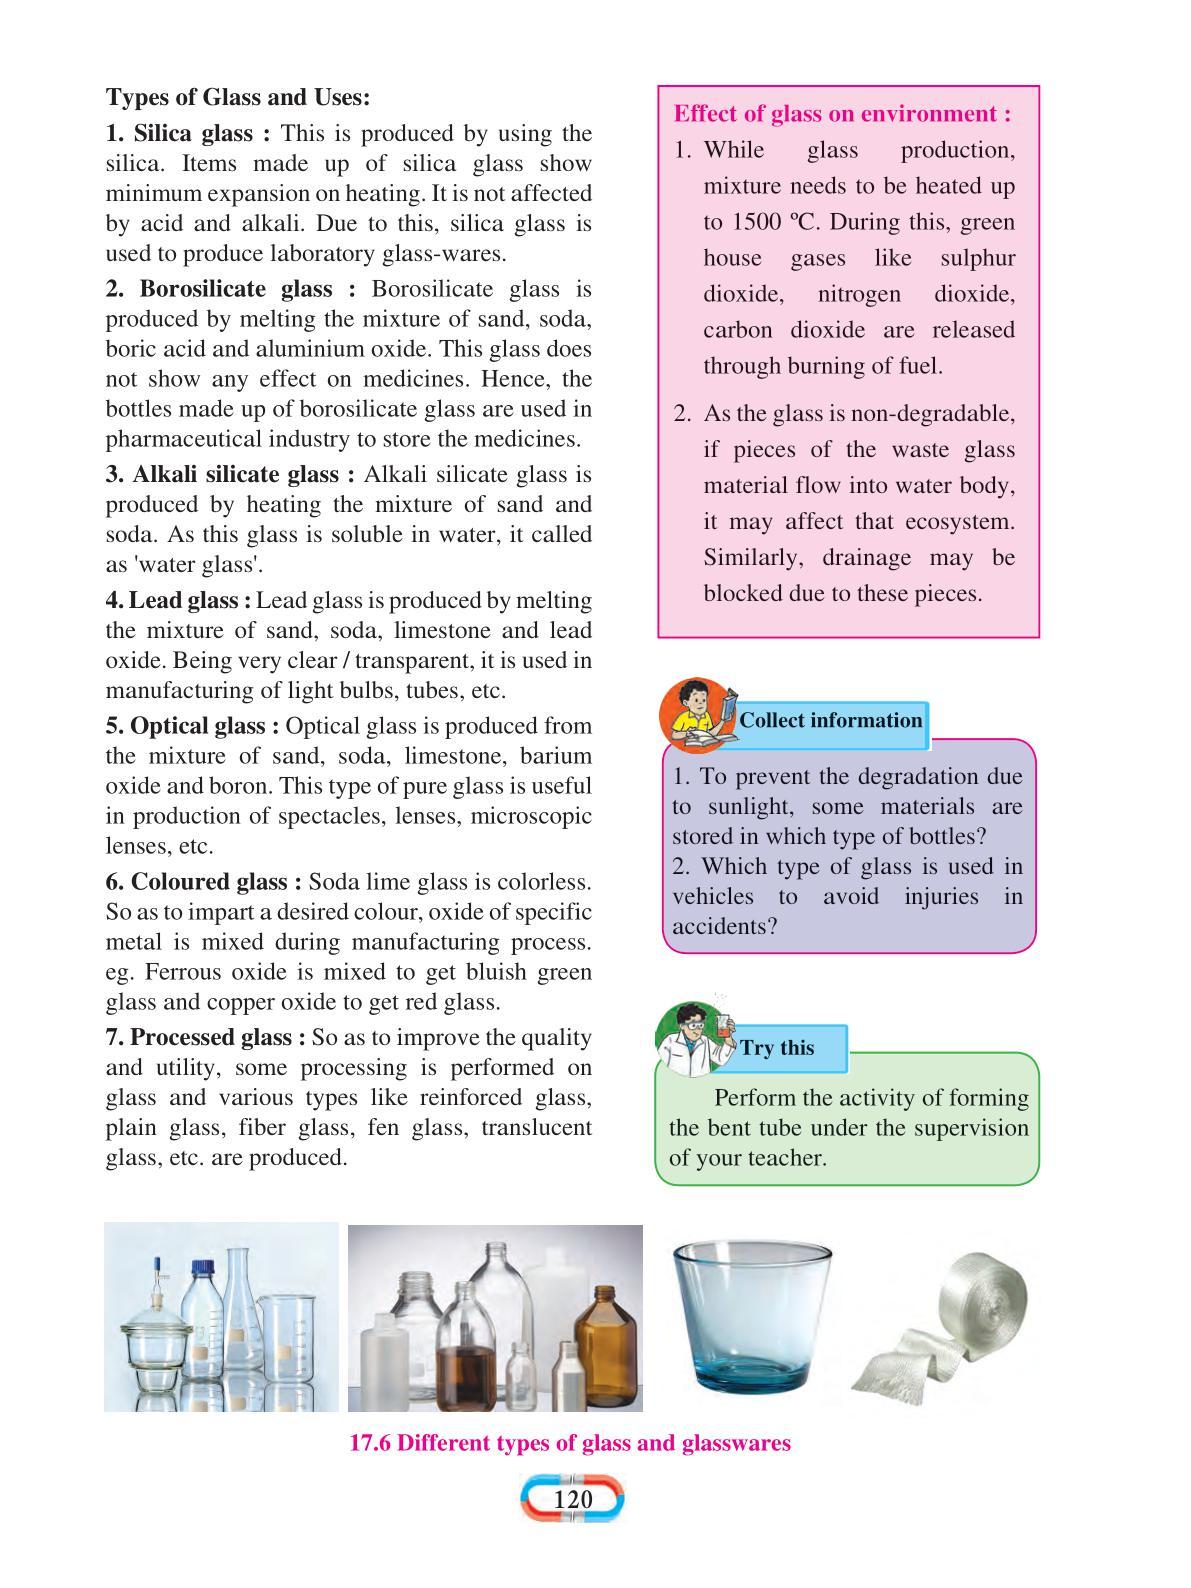 Types of Glass and Uses:
1. Silica glass : This is produced by using the
silica. Items made up of silica glass show
minimum expansion on heating. It is not affected
by acid and alkali. Due to this, silica glass is
used to produce laboratory glass-wares.
2. Borosilicate glass : Borosilicate glass is
produced by melting the mixture of sand, soda,
boric acid and aluminium oxide. This glass does
not show any effect on medicines. Hence, the
bottles made up of borosilicate glass are used in
pharmaceutical industry to store the medicines.
3. Alkali silicate glass : Alkali silicate glass is
produced by heating the mixture of sand and
soda. As this glass is soluble in water, it called
as 'water glass'.
4. Lead glass : Lead glass is produced by melting
the mixture of sand, soda, limestone and lead
oxide. Being very clear / transparent, it is used in
manufacturing of light bulbs, tubes, etc.
5. Optical glass : Optical glass is produced from
the mixture of sand, soda, limestone, barium
oxide and boron. This type of pure glass is useful
in production of spectacles, lenses, microscopic
lenses, etc.
6. Coloured glass : Soda lime glass is colorless.
So as to impart a desired colour, oxide of specific
metal is mixed during manufacturing process.
eg. Ferrous oxide is mixed to get bluish green
glass and copper oxide to get red glass.
7. Processed glass : So as to improve the quality
and utility, some processing is performed on
glass and various types like reinforced glass,
plain glass, fiber glass, fen glass, translucent
glass, etc. are produced.
Effect of glass on environment :
1. While glass production,
mixture needs to be heated up
to 1500 ºC. During this, green
house gases like sulphur
dioxide, nitrogen dioxide,
carbon dioxide are released
through burning of fuel.
2. As the glass is non-degradable,
if pieces of the waste glass
material flow into water body,
it may affect that ecosystem.
Similarly, drainage may be
blocked due to these pieces.
Collect information
1. To prevent the degradation due
to sunlight, some materials are
stored in which type of bottles?
2. Which type of glass is used in
vehicles to avoid injuries in
accidents?
Try this
Perform the activity of forming
the bent tube under the supervision
of your teacher.
17.6 Different types of glass and glasswares
120